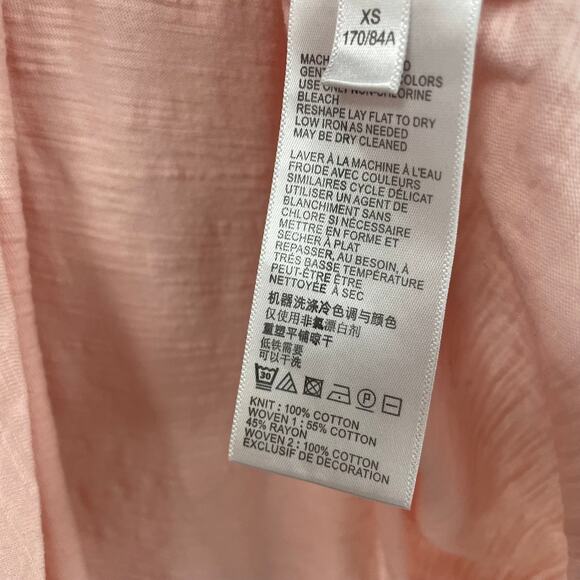 XS
170/84A
MACH
GEN COLORS
USE ONLY NON-CHLORINE
BLEACH
RESHAPE LAY FLAT TO DRY
LOW IRON AS NEEDED
MAY BE DRY CLEANED
LAVER À LA MACHINE À L'EAU
FROIDE AVEC COULEURS
SIMILAIRES CYCLE DÉLICAT
UTILISER UN AGENT DE
BLANCHIMENT SANS
CHLORE SI NÉCESSAIRE
METTRE EN FORME ET
SECHER À PLAT
REPASSER, AU BESOIN, À
TRÉS BASSE TEMPÉRATURE
PEUT-ÊTRE ÊTRE
NETTOYÉE À SEC
机器洗涤冷色调与颜色
仅使用非氯漂白剂
重塑平铺晾干
低铁需要
可以干洗
30 P
KNIT : 100% COTTON
WOVEN 1 : 55% COTTON
45% RAYON
WOVEN 2 : 100% COTTON
EXCLUSIF DE DECORATION